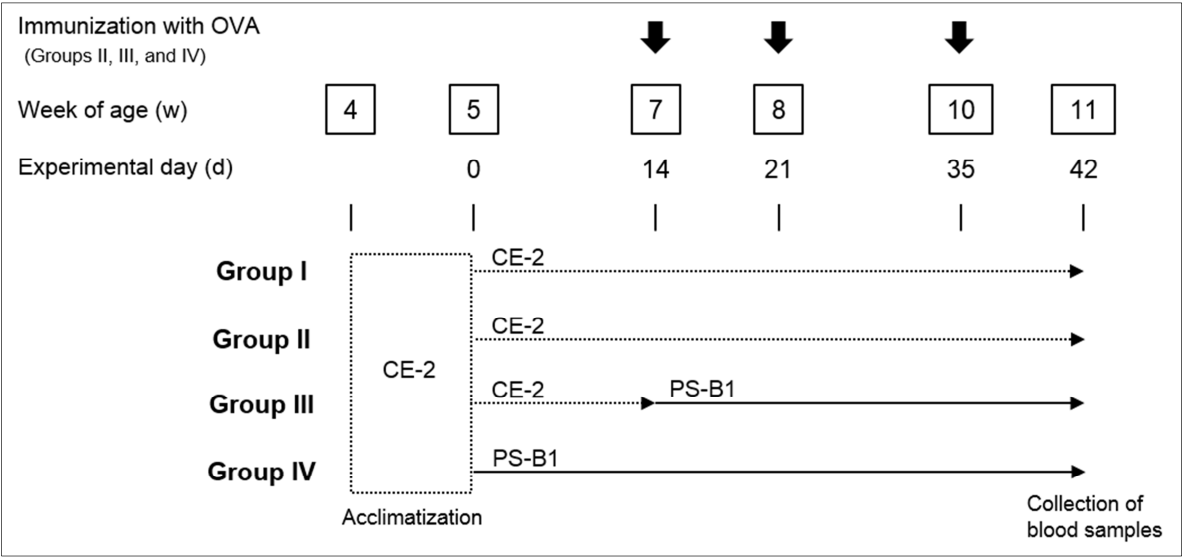 Immunization with OVA
(Groups II, III, and IV)
Week of age (w) 4 5 7 8 10 11
Experimental day (d) 0 14 21 35 42
Group I CE-2
Group II CE-2
CE-2
Group III CE-2 PS-B1
Group IV PS-B1
Acclimatization
Collection of
blood samples